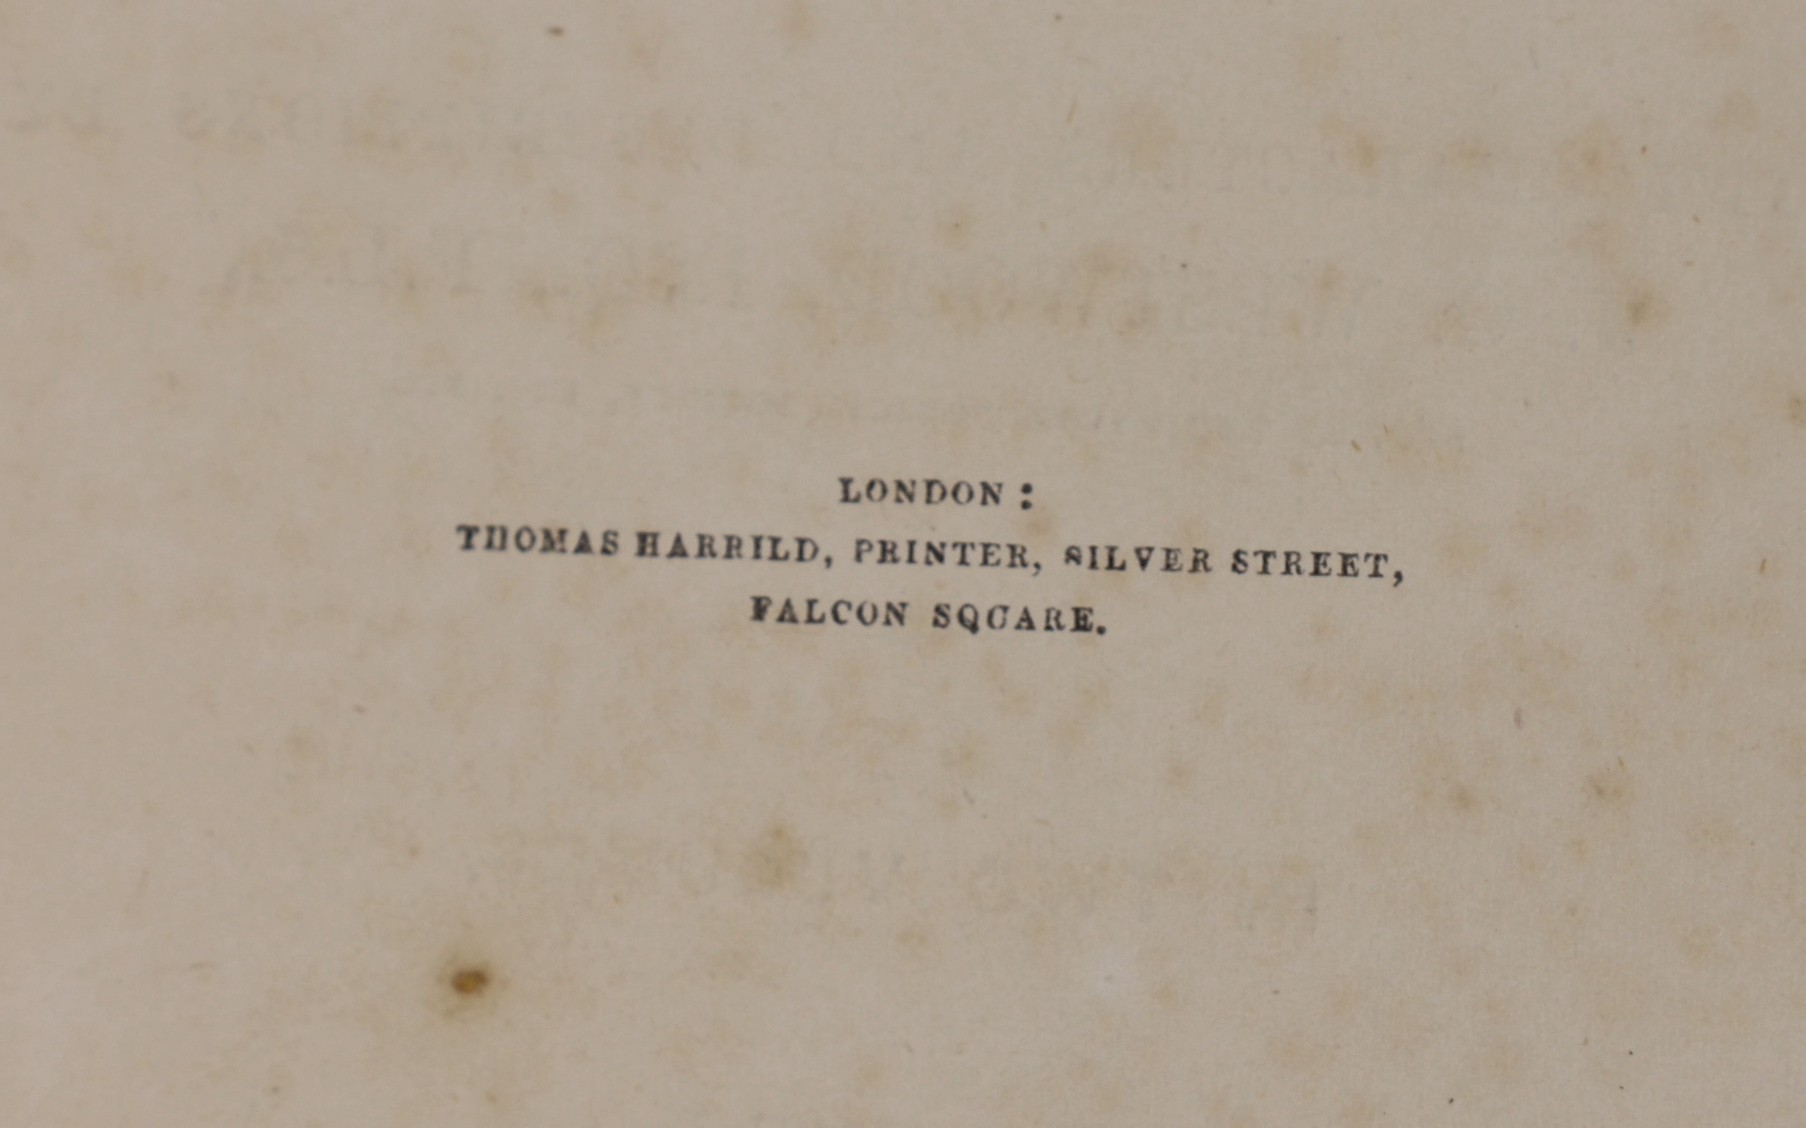 LONDON :
THOMAS HARRILD, PRINTER, SILVER STREET,
FALCON SQUARE.